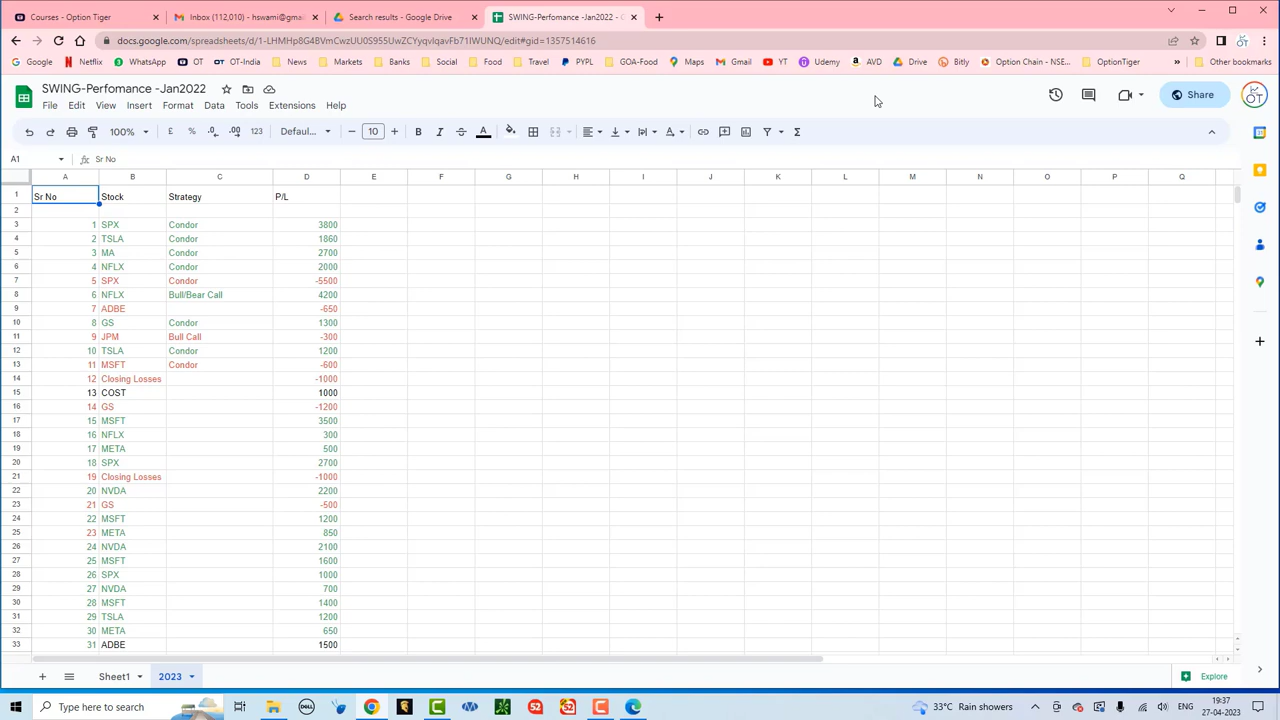 Courses - Option Tiger
Inbox (112,010) - hswami@gma
Search results - Google Drive
SWING-Perfomance -Jan2022 -
docs.google.com/spreadsheets/d/1-LHMHp8G4BVmCwzUU0S955UwZCYyqvlqavFb71lWUNQ/edit#gid=1357514616
Google Netflix WhatsApp OT OT-India News Markets Banks Social Food Travel PYPL GOA-Food Maps Gmail YT Udemy AVD Drive Bitly Option Chain - NSE... OptionTiger Other bookmarks
SWING-Perfomance -Jan2022
File Edit View Insert Format Data Tools Extensions Help
Share
100% £ % .0 .00 123 Defaul... 10 B I S A Σ
A1 fx Sr No
A B C D E F G H I J K L M N O P Q
1 Sr No Stock Strategy P/L
2
3 1 SPX Condor 3800
4 2 TSLA Condor 1860
5 3 MA Condor 2700
6 4 NFLX Condor 2000
7 5 SPX Condor -5500
8 6 NFLX Bull/Bear Call 4200
9 7 ADBE -650
10 8 GS Condor 1300
11 9 JPM Bull Call -300
12 10 TSLA Condor 1200
13 11 MSFT Condor -600
14 12 Closing Losses -1000
15 13 COST 1000
16 14 GS -1200
17 15 MSFT 3500
18 16 NFLX 300
19 17 META 500
20 18 SPX 2700
21 19 Closing Losses -1000
22 20 NVDA 2200
23 21 GS -500
24 22 MSFT 1200
25 23 META 850
26 24 NVDA 2100
27 25 MSFT 1600
28 26 SPX 1000
29 27 NVDA 700
30 28 MSFT 1400
31 29 TSLA 1200
32 30 META 650
33 31 ADBE 1500
Sheet1 2023
Explore
Type here to search
33°C Rain showers
ENG
19:37
27-04-2023